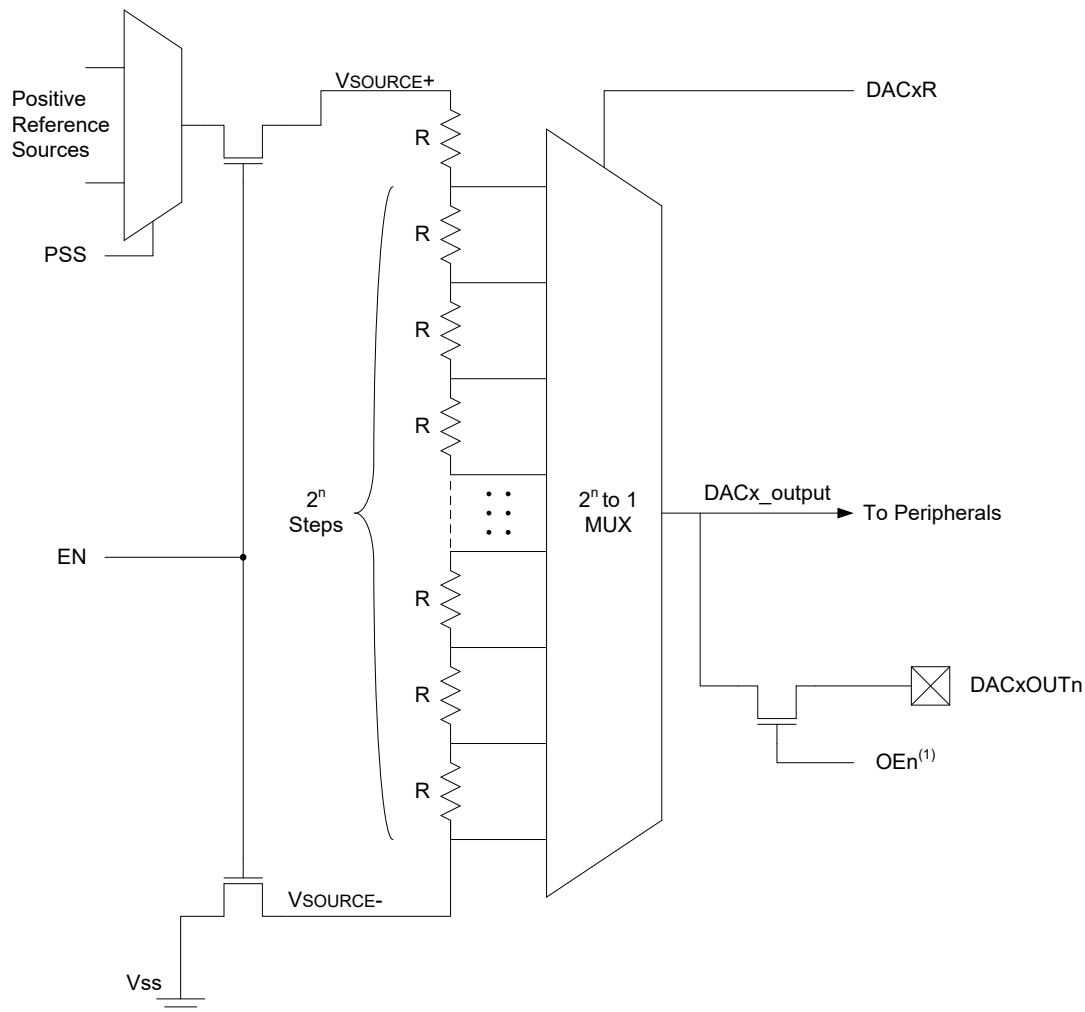 VSOURCE+
DACxR
Positive
Reference
Sources
R
R
PSS
R
R
2ⁿ
Steps
2ⁿ to 1
MUX
DACx_output
To Peripherals
EN
R
R
DACxOUTn
OEn⁽¹⁾
R
VSOURCE-
Vss